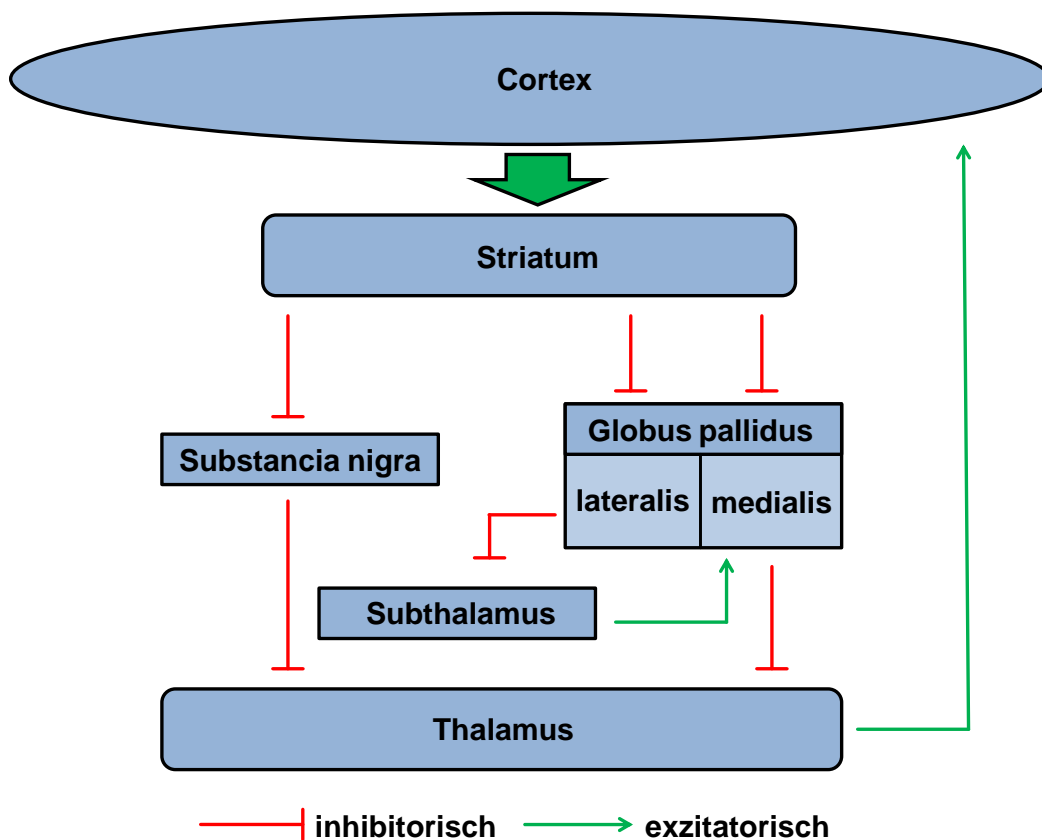 Cortex
Striatum
Globus pallidus
Substancia nigra
lateralis
medialis
Subthalamus
Thalamus
inhibitorisch
exzitatorisch